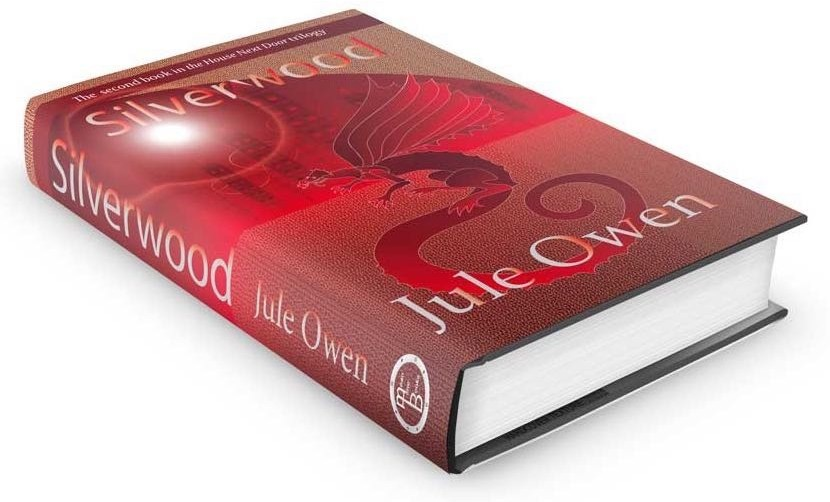 The second book in the House Next Door trilogy
Silverwood
Jule Owen
Silverwood
Jule Owen